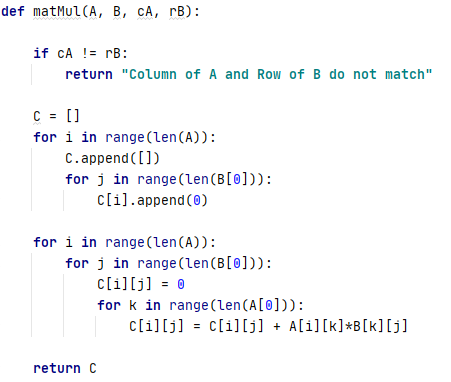 def matMul(A, B, cA, rB):
if cA != rB:
return "Column of A and Row of B do not match"
C = []
for i in range(len(A)):
C.append([])
for j in range(len(B[0])):
C[i].append(0)
for i in range(len(A)):
for j in range(len(B[0])):
C[i][j] = 0
for k in range(len(A[0])):
C[i][j] = C[i][j] + A[i][k]*B[k][j]
return C